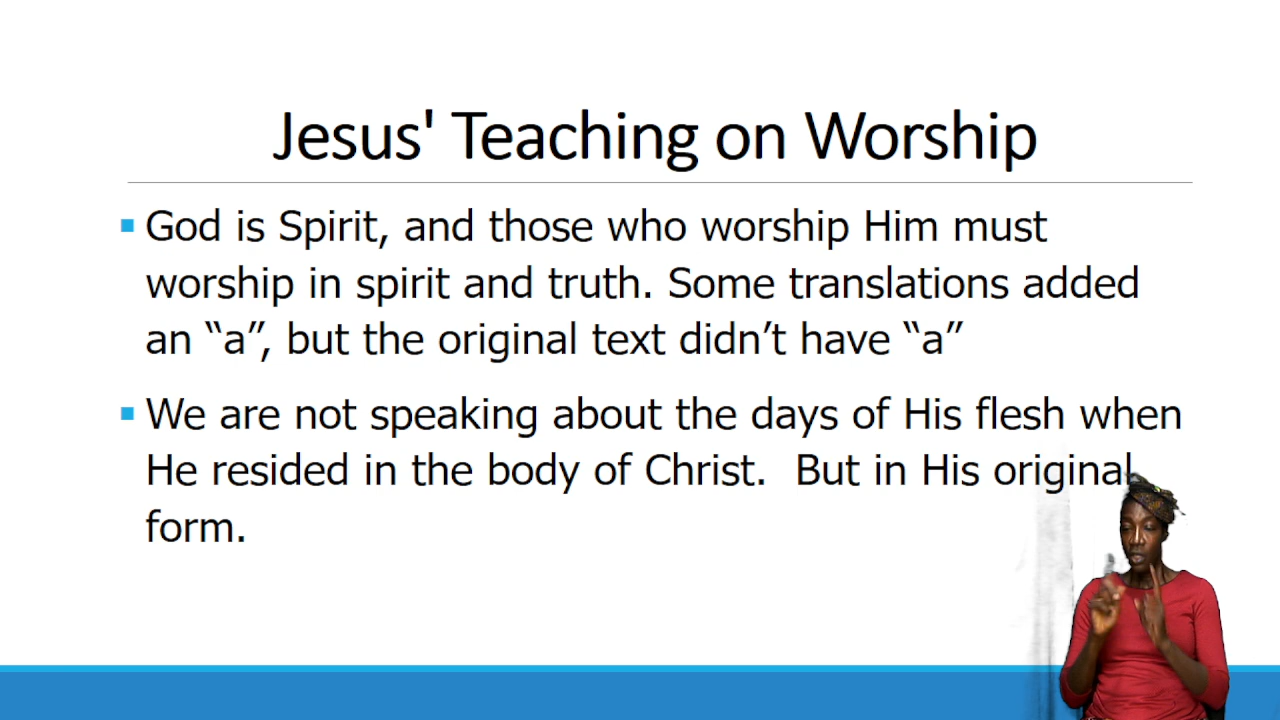 Jesus' Teaching on Worship
▪ God is Spirit, and those who worship Him must
worship in spirit and truth. Some translations added
an “a”, but the original text didn’t have “a”
▪ We are not speaking about the days of His flesh when
He resided in the body of Christ.  But in His original
form.